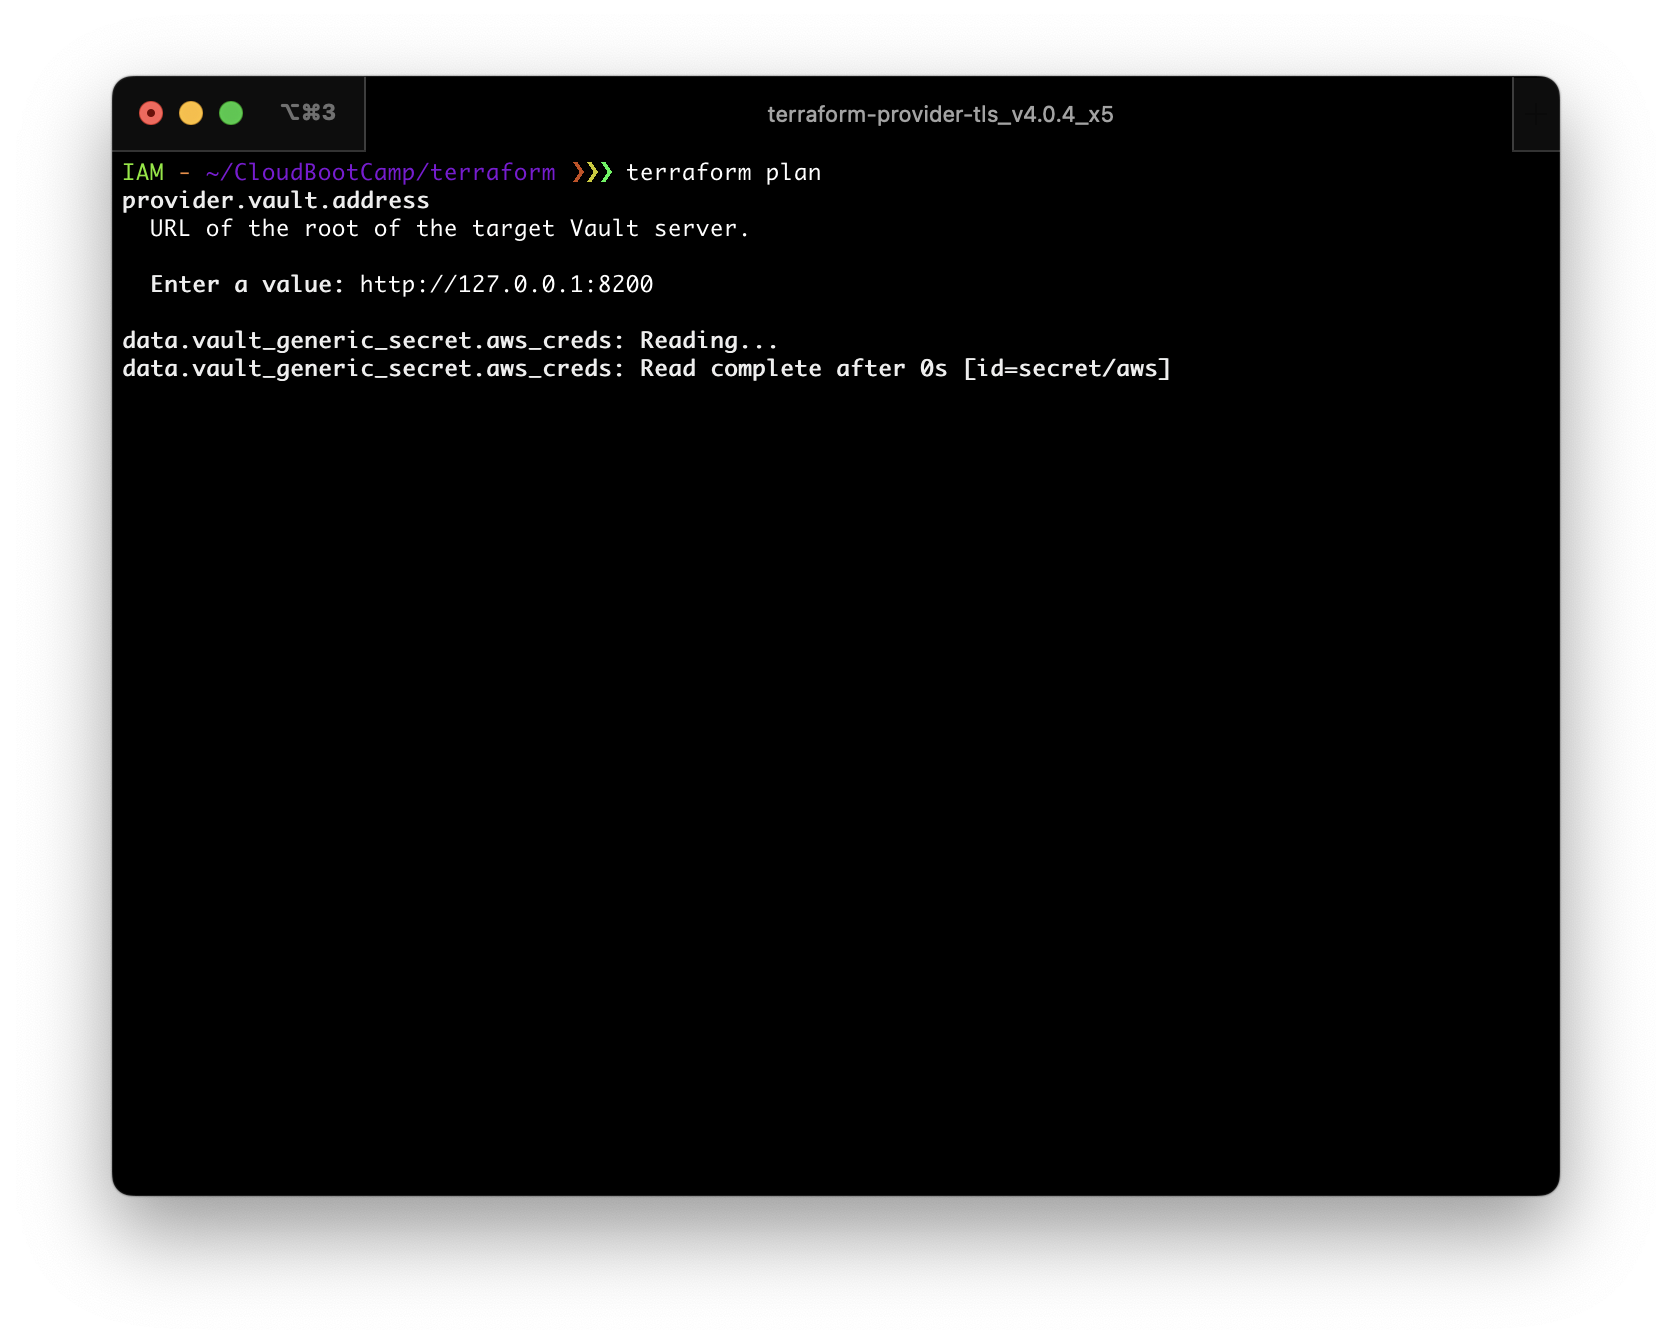 ⌥⌘3
terraform-provider-tls_v4.0.4_x5
IAM - ~/CloudBootCamp/terraform ❯❯❯ terraform plan
provider.vault.address
  URL of the root of the target Vault server.
  Enter a value: http://127.0.0.1:8200
data.vault_generic_secret.aws_creds: Reading...
data.vault_generic_secret.aws_creds: Read complete after 0s [id=secret/aws]